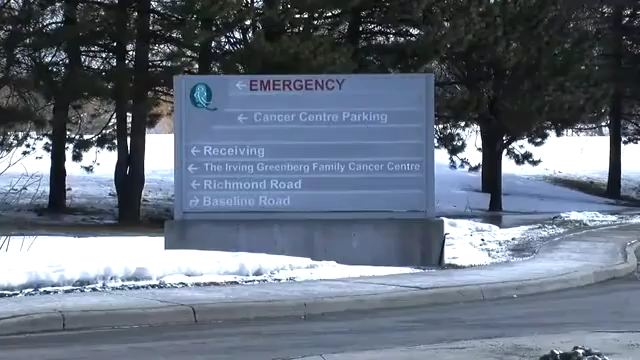 ← EMERGENCY
← Cancer Centre Parking
← Receiving
← The Irving Greenberg Family Cancer Centre
← Richmond Road
→ Baseline Road